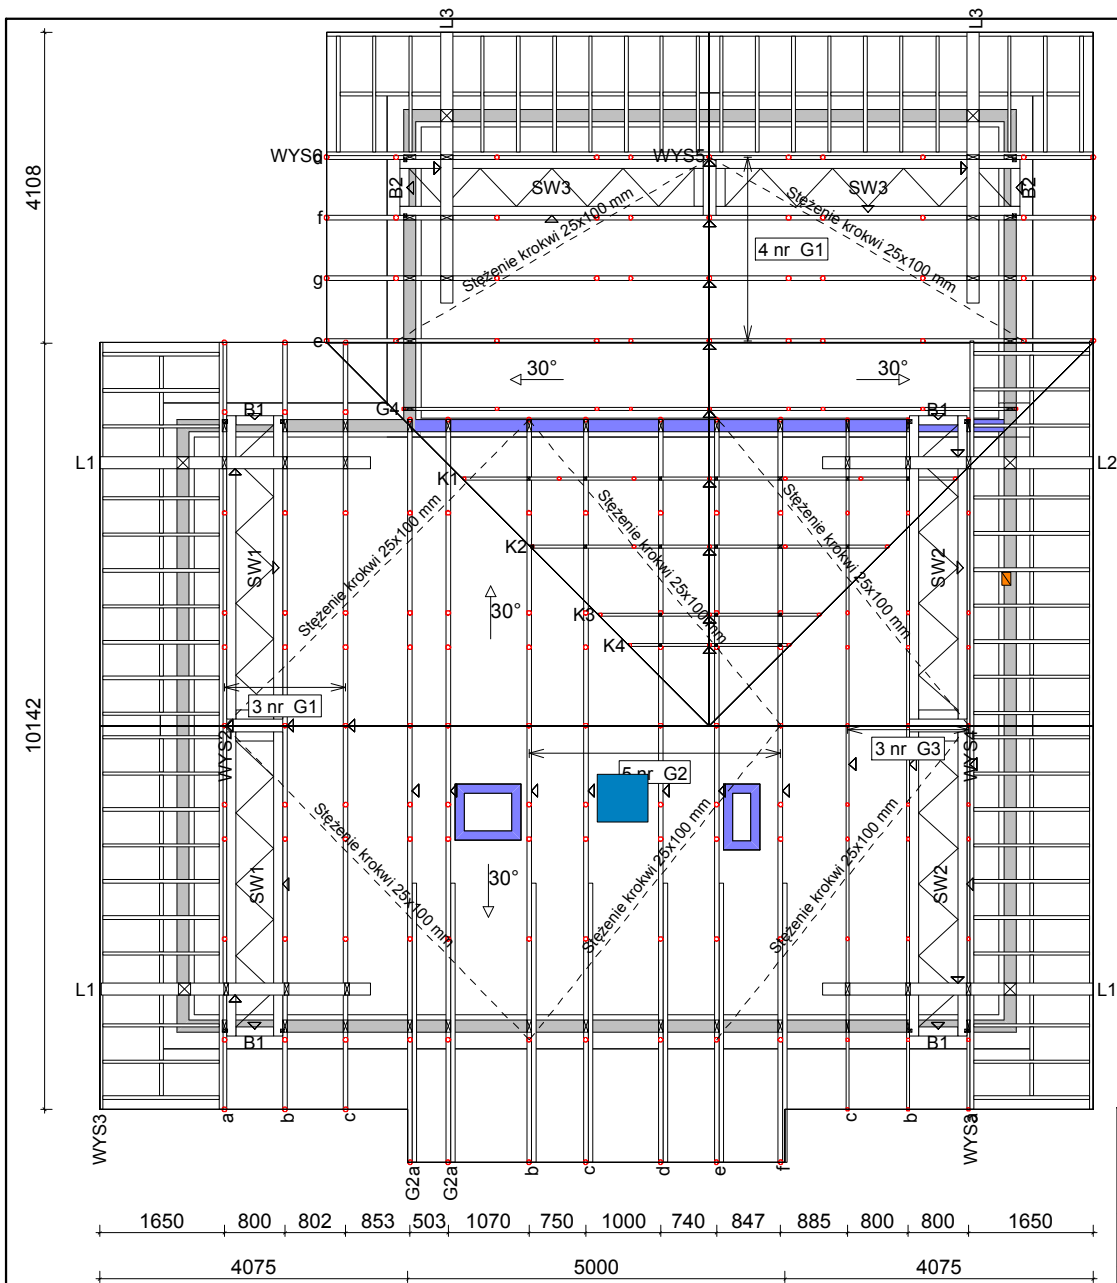 L3
L3
4108
WYS6
d
WYS5
B2
SW3
SW3
B2
Stężenie krokwi 25x100 mm
Stężenie krokwi 25x100 mm
f
4 nr G1
g
e
30°
30°
B1
G4
B1
L1
L2
K1
Stężenie krokwi 25x100 mm
Stężenie krokwi 25x100 mm
Stężenie krokwi 25x100 mm
K2
SW1
SW2
30°
K3
K4
10142
3 nr G1
WYS2
3 nr G3
WYS4
5 nr G2
Stężenie krokwi 25x100 mm
Stężenie krokwi 25x100 mm
Stężenie krokwi 25x100 mm
SW1
30°
SW2
L1
L1
B1
B1
WYS3
a
b
c
c
b
WYS3
a
G2a
G2a
b
c
d
e
f
1650 800 802 853 503 1070 750 1000 740 847 885 800 800 1650
4075 5000 4075